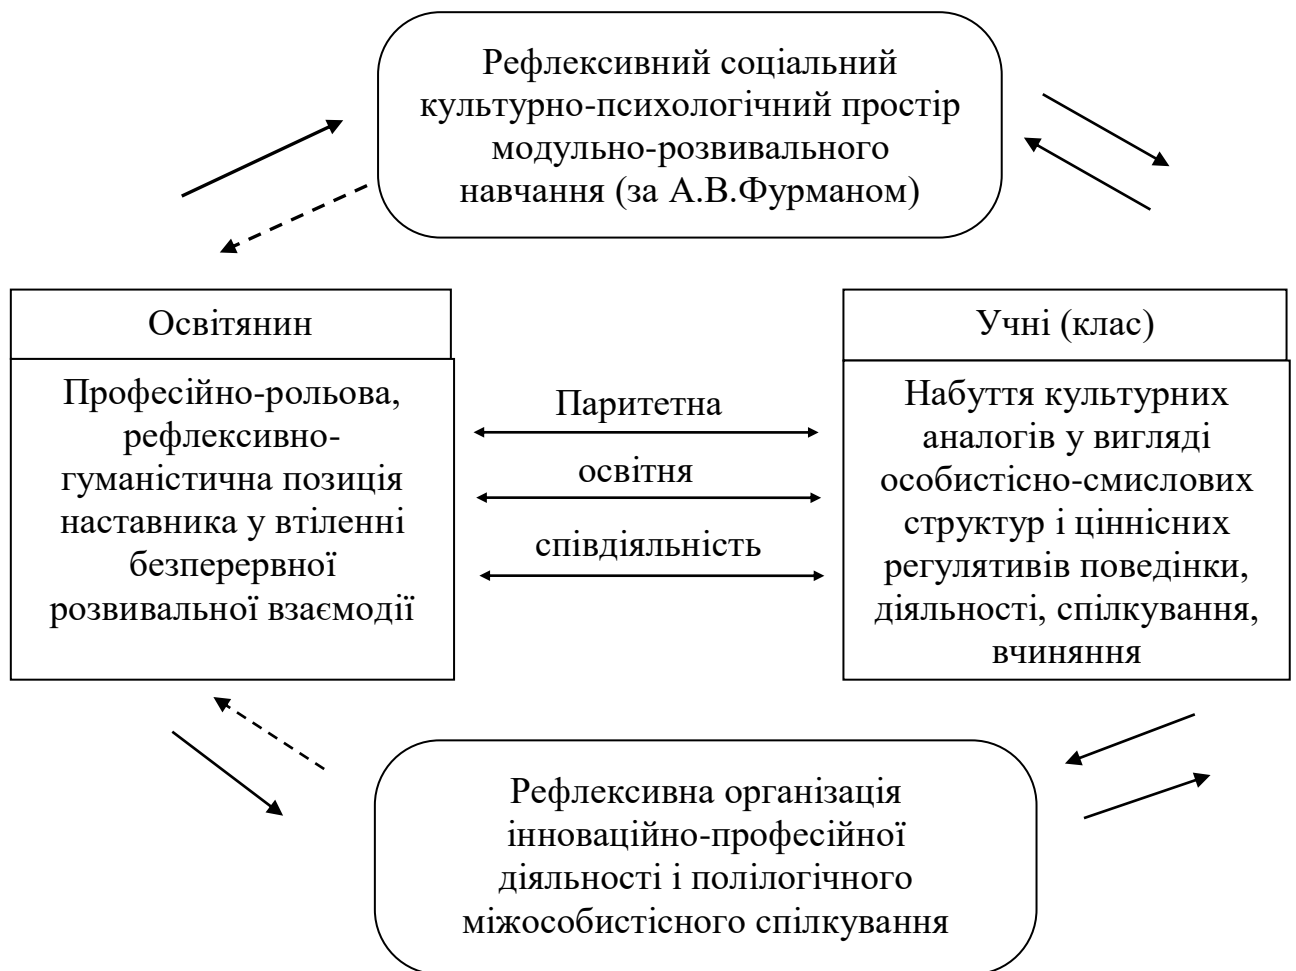 Рефлексивний соціальний
культурно-психологічний простір
модульно-розвивального
навчання (за А.В.Фурманом)
Освітянин
Професійно-рольова,
рефлексивно-
гуманістична позиція
наставника у втіленні
безперервної
розвивальної взаємодії
Паритетна
освітня
співдіяльність
Учні (клас)
Набуття культурних
аналогів у вигляді
особистісно-смислових
структур і ціннісних
регулятивів поведінки,
діяльності, спілкування,
вчиняння
Рефлексивна організація
інноваційно-професійної
діяльності і полілогічного
міжособистісного спілкування